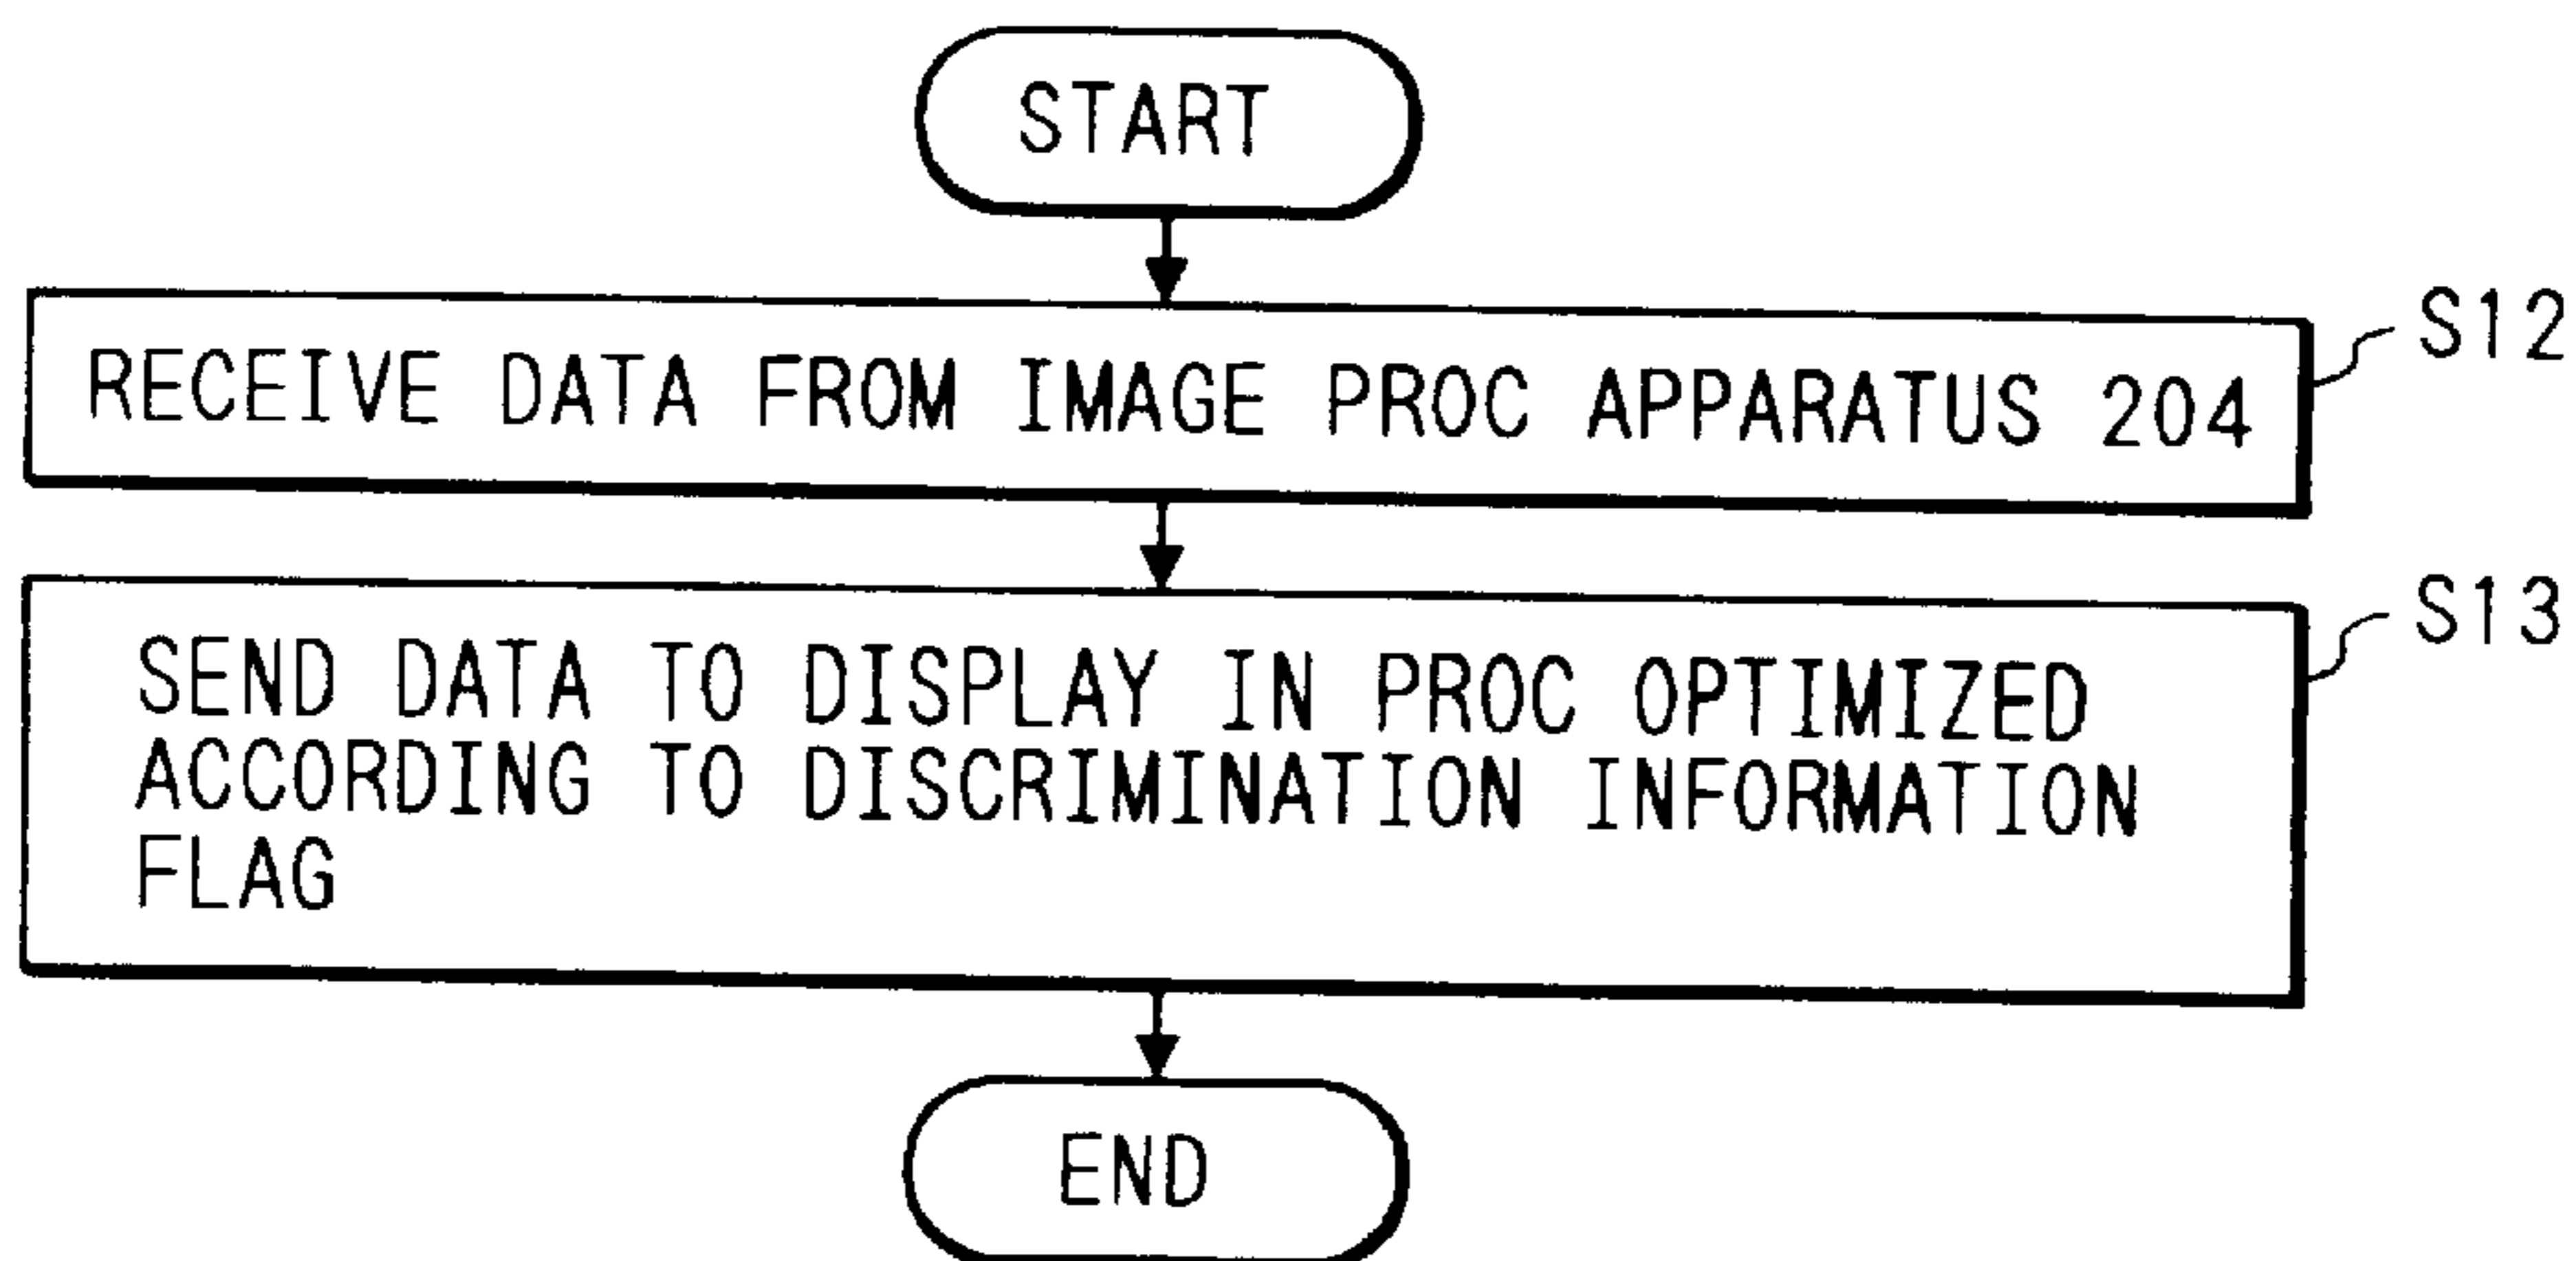 START
RECEIVE DATA FROM IMAGE PROC APPARATUS 204
S12
S13
SEND DATA TO DISPLAY IN PROC OPTIMIZED
ACCORDING TO DISCRIMINATION INFORMATION
FLAG
END